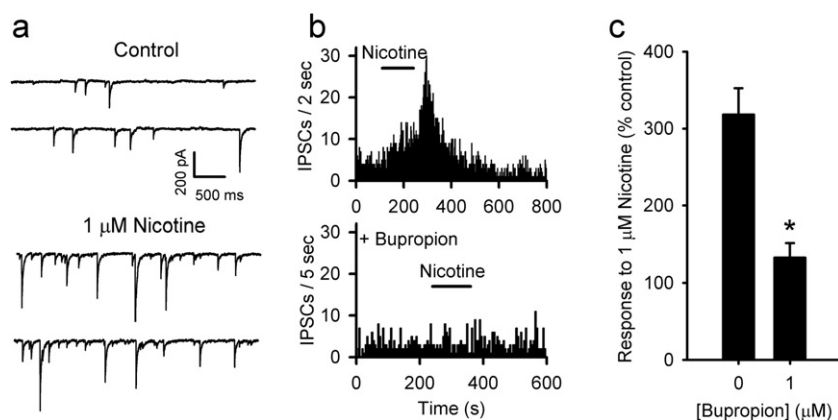 a
Control
200 pA
500 ms
1 μM Nicotine
b
30
Nicotine
20
10
0
IPSCs / 2 sec
0 200 400 600 800
+ Bupropion
30
Nicotine
20
10
0
IPSCs / 5 sec
0 200 400 600
Time (s)
c
400
300
200
100
0
Response to 1 μM Nicotine (% control)
*
0 1
[Bupropion] (μM)